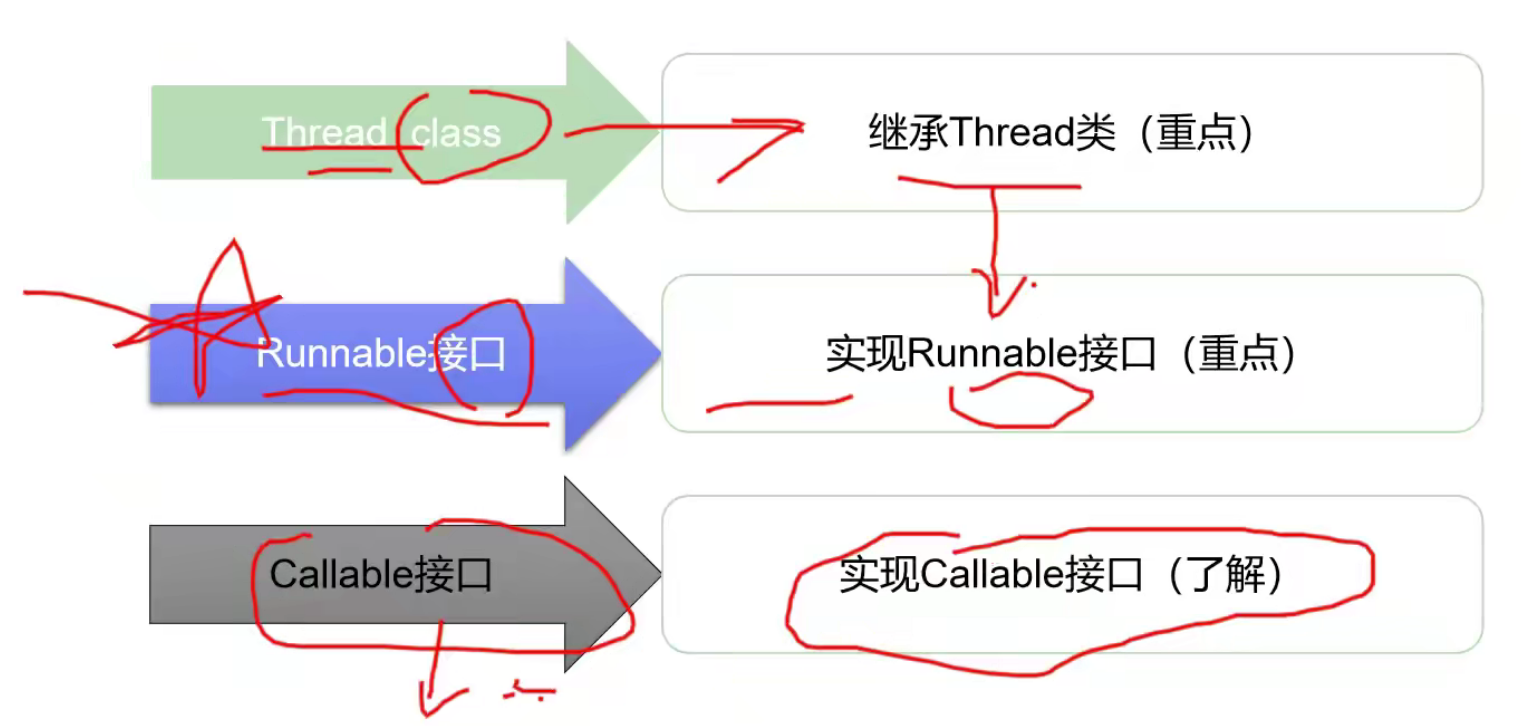 Thread class
继承Thread类（重点）
Runnable接口
实现Runnable接口（重点）
Callable接口
实现Callable接口（了解）